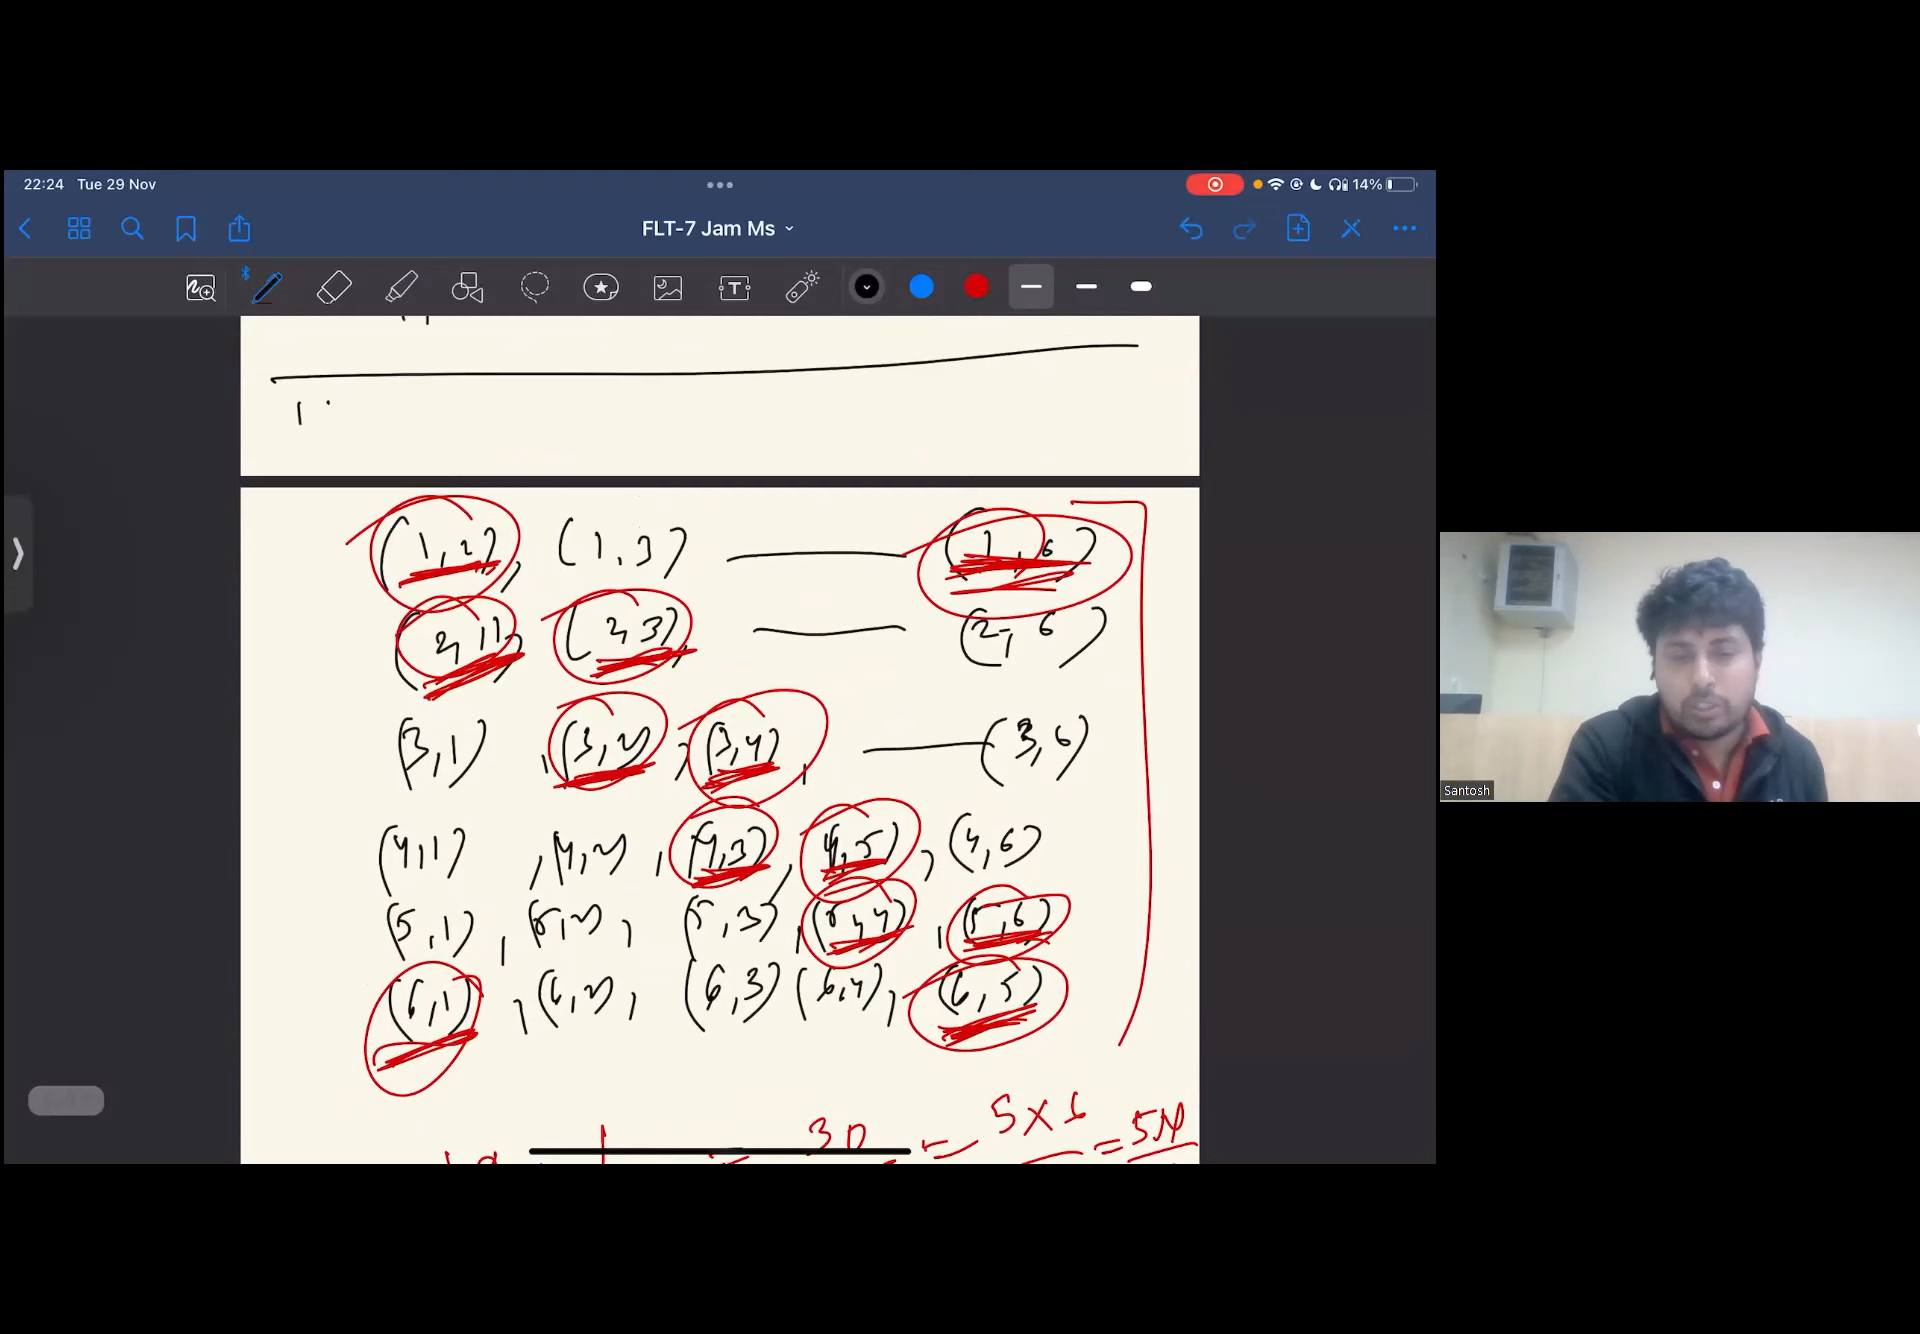 22:24 Tue 29 Nov 14%
FLT-7 Jam Ms
T
1
(1,2), (1,3) (1,6)
(2,1), (2,3), (2,6)
(3,1), (3,2), (3,4), (3,6)
(4,1), (4,2), (4,3), (4,5), (4,6)
(5,1), (5,2), (5,3), (5,4), (5,6)
(6,1), (6,2), (6,3) (6,4), (6,5)
30 = 5 X 6 =
Santosh